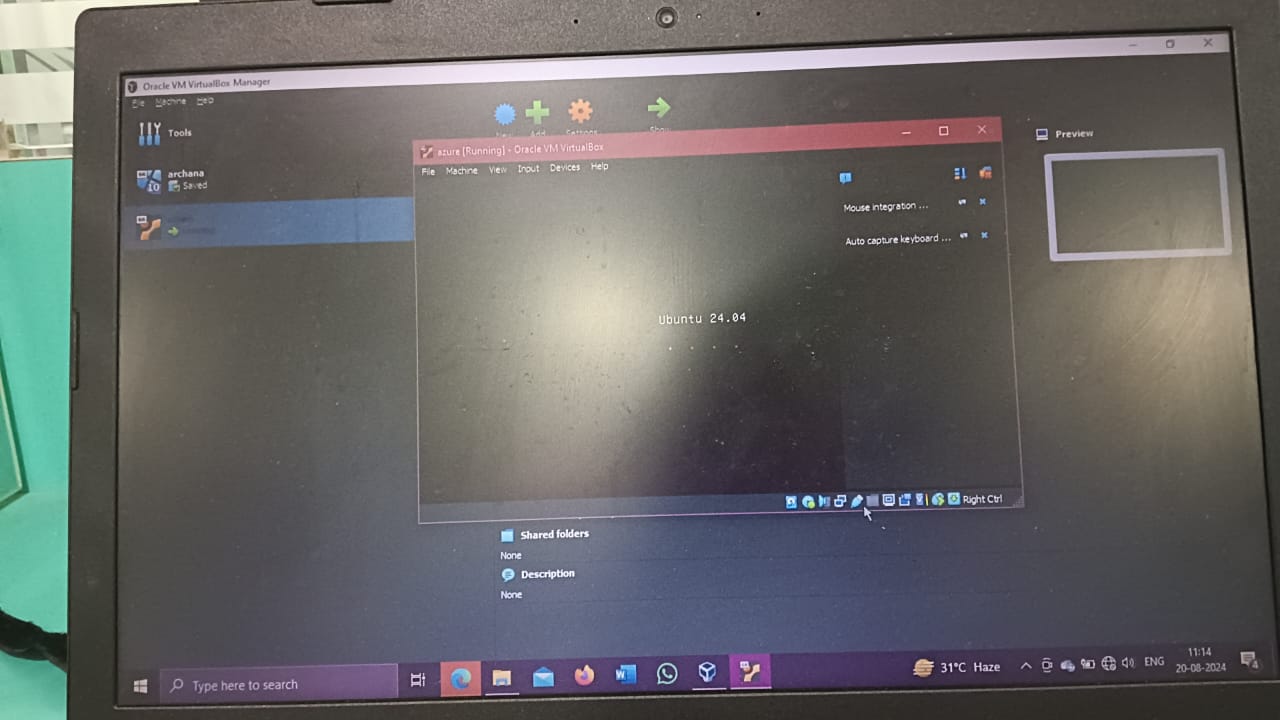 Oracle VM VirtualBox Manager
File Machine Help
Tools
New Add Settings Show
archana
Saved
azure [Running] - Oracle VM VirtualBox
File Machine View Input Devices Help
Mouse integration ...
Auto capture keyboard ...
Preview
Ubuntu 24.04
Right Ctrl
Shared folders
None
Description
None
Type here to search
31°C Haze
ENG
11:14
20-08-2024
4